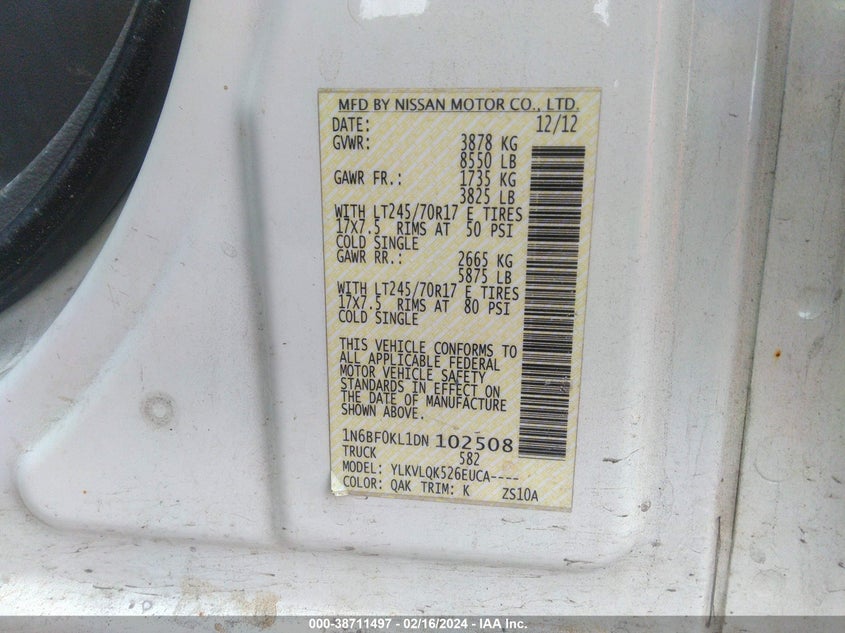 MFD BY NISSAN MOTOR CO., LTD.
DATE: 12/12
GVWR: 3878 KG
8550 LB
GAWR FR.: 1735 KG
3825 LB
WITH LT245/70R17 E TIRES
17X7.5 RIMS AT 50 PSI
COLD SINGLE
GAWR RR.: 2665 KG
5875 LB
WITH LT245/70R17 E TIRES
17X7.5 RIMS AT 80 PSI
COLD SINGLE
THIS VEHICLE CONFORMS TO
ALL APPLICABLE FEDERAL
MOTOR VEHICLE SAFETY
STANDARDS IN EFFECT ON
THE DATE OF MANUFACTURE
SHOWN ABOVE.
1N6BF0KL1DN 102508
TRUCK 582
MODEL: YLKVLQK526EUCA----
COLOR: QAK TRIM: K ZS10A
000-38711497 - 02/16/2024 - IAA Inc.